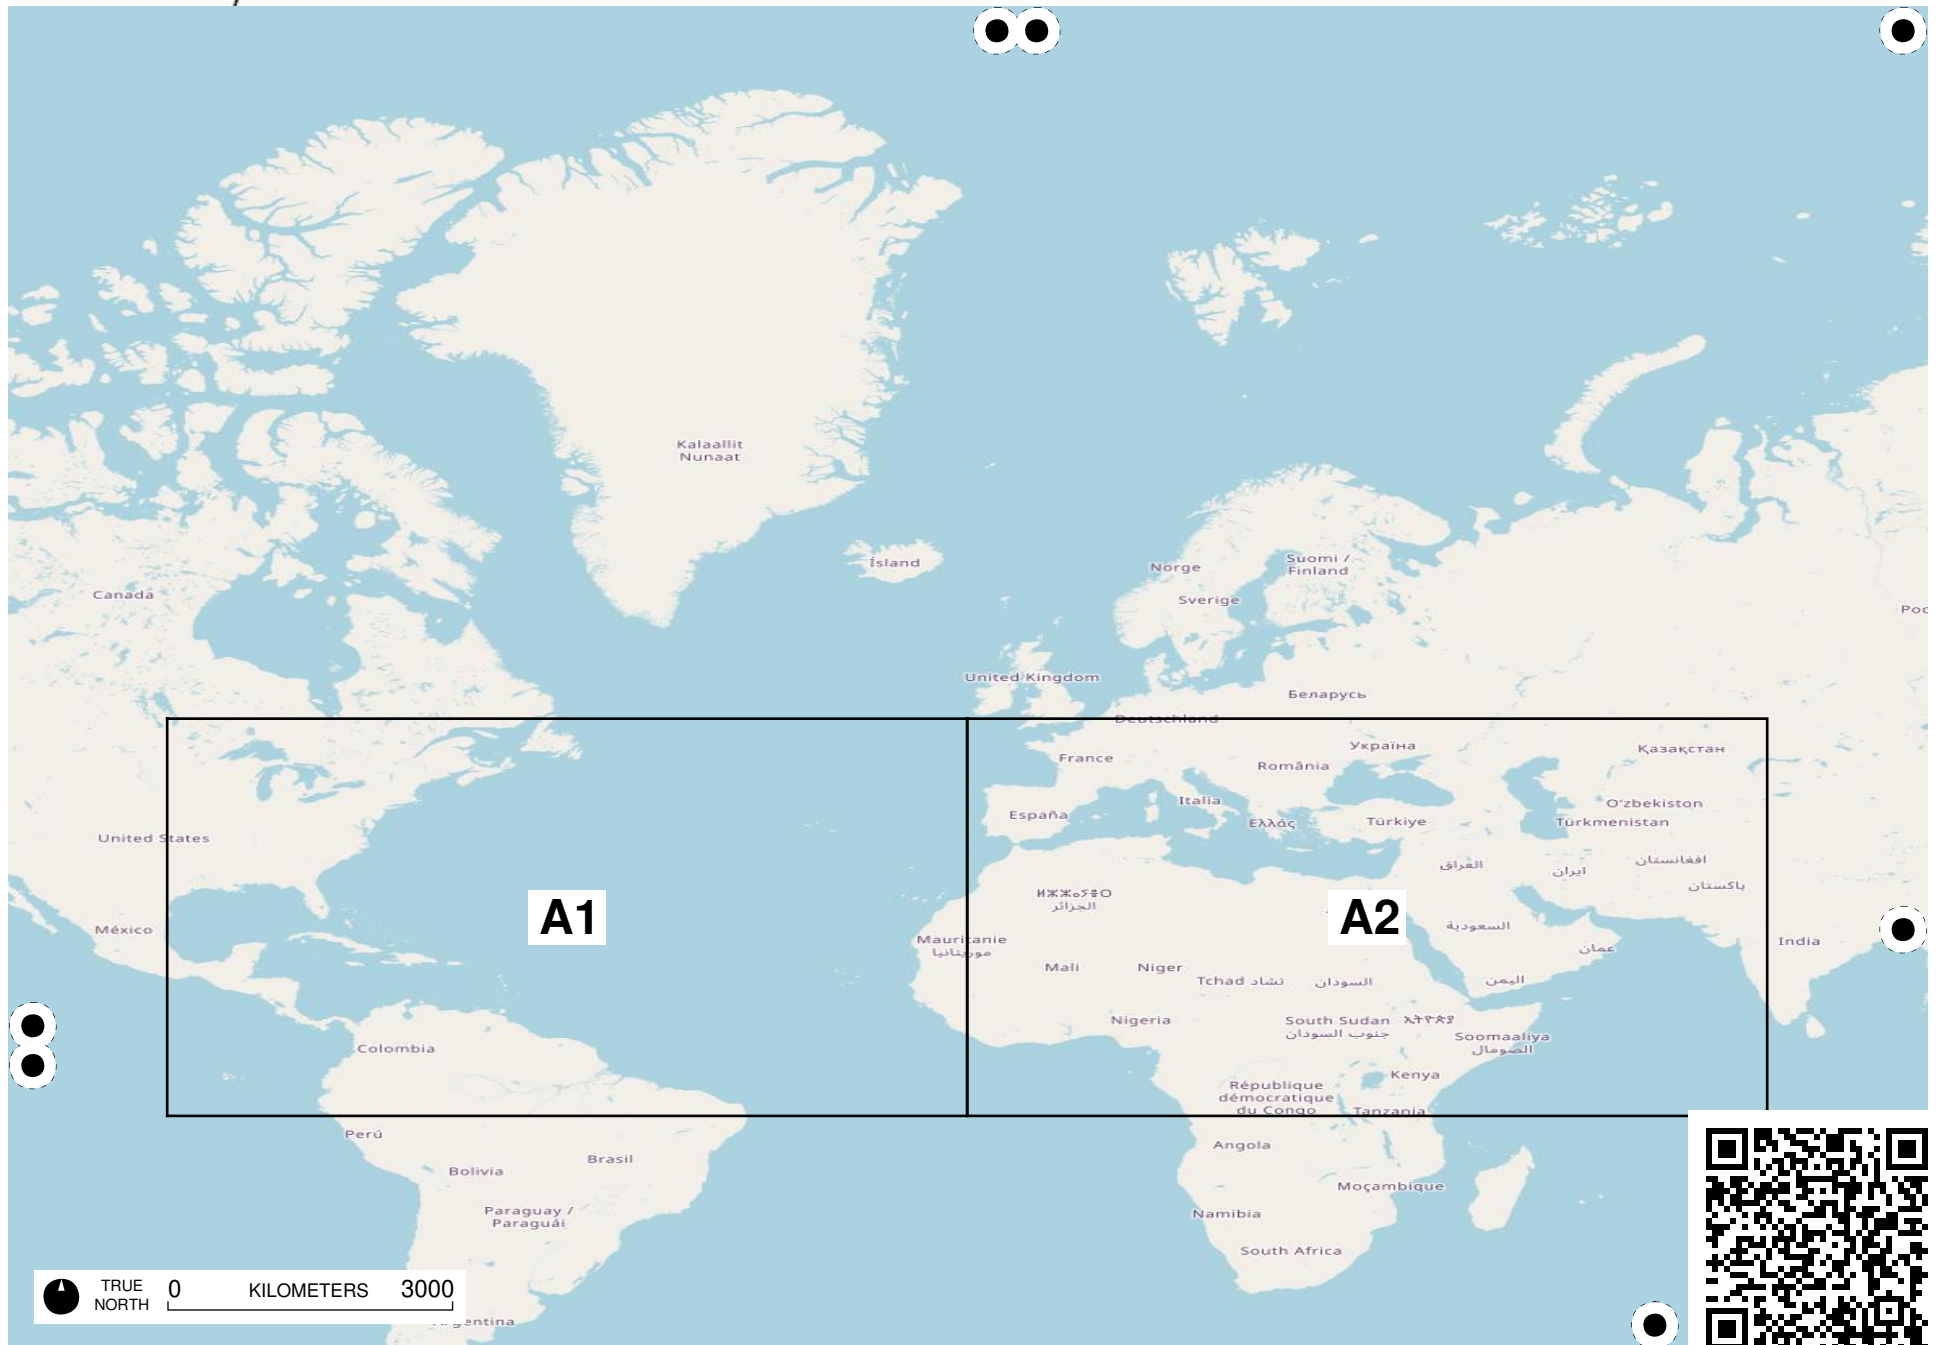 Kalaallit
Nunaat
Ísland
Norge
Suomi /
Finland
Canada
Sverige
United Kingdom
Беларусь
Deutschland
Україна
Қазақстан
France
România
Italia
Oʻzbekiston
España
Ελλάς
Türkiye
Türkmenistan
United States
العراق
ایران
افغانستان
پاکستان
ⵍⵣⵣⴰⵢⴻⵔ
الجزائر
A1
A2
السعودية
México
Mauritanie
موريتانيا
عمان
India
Mali
Niger
Tchad تشاد
السودان
اليمن
Nigeria
South Sudan
جنوب السودان
ኢትዮጵያ
Soomaaliya
الصومال
Colombia
Kenya
République
démocratique
du Congo
Tanzania
Perú
Angola
Bolivia
Brasil
Moçambique
Paraguay /
Paraguái
Namibia
South Africa
TRUE
NORTH
0 KILOMETERS 3000